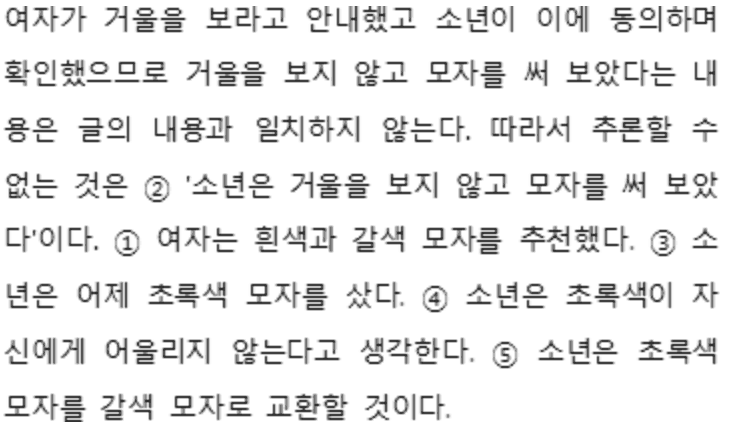 여자가 거울을 보라고 안내했고 소년이 이에 동의하며
확인했으므로 거울을 보지 않고 모자를 써 보았다는 내
용은 글의 내용과 일치하지 않는다. 따라서 추론할 수
없는 것은 ② '소년은 거울을 보지 않고 모자를 써 보았
다'이다. ① 여자는 흰색과 갈색 모자를 추천했다. ③ 소
년은 어제 초록색 모자를 샀다. ④ 소년은 초록색이 자
신에게 어울리지 않는다고 생각한다. ⑤ 소년은 초록색
모자를 갈색 모자로 교환할 것이다.